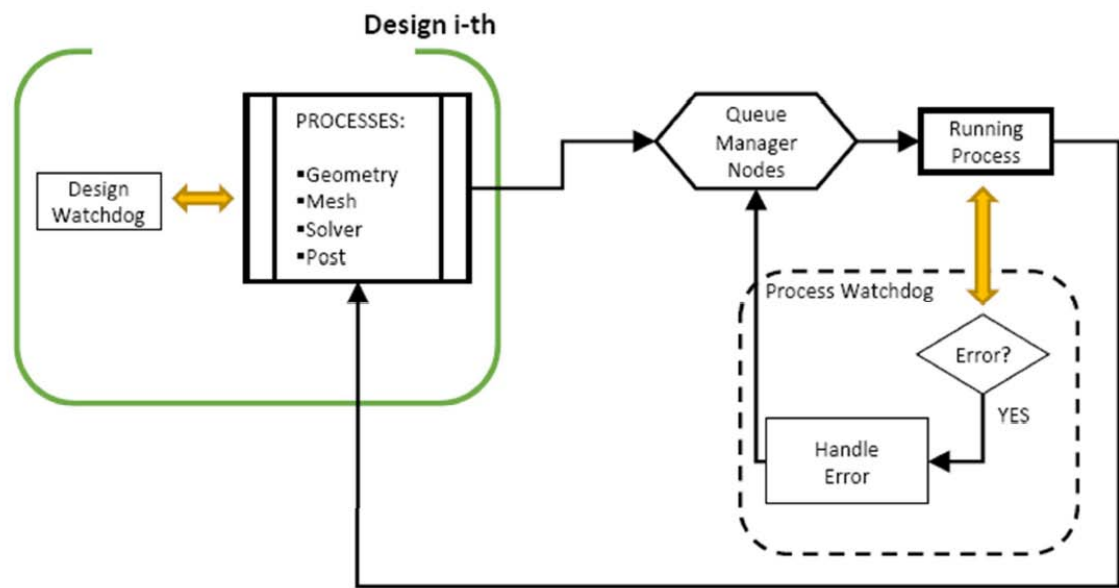 Design i-th
PROCESSES:
▪Geometry
▪Mesh
▪Solver
▪Post
Design
Watchdog
Queue
Manager
Nodes
Running
Process
Process Watchdog
Error?
YES
Handle
Error